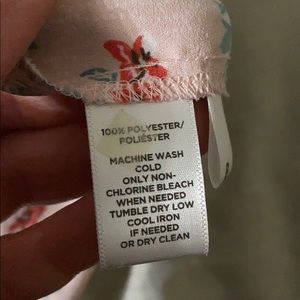 100% POLYESTER/
POLIÉSTER
MACHINE WASH
COLD
ONLY NON-
CHLORINE BLEACH
WHEN NEEDED
TUMBLE DRY LOW
COOL IRON
IF NEEDED
OR DRY CLEAN